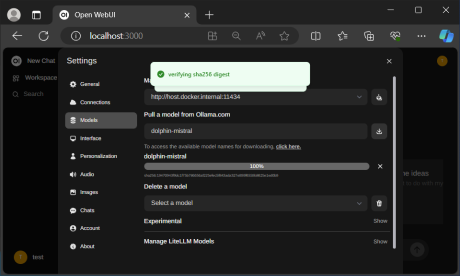 Open WebUI
localhost:3000
New Chat
Workspace
Search
Settings
verifying sha256 digest
General
Connections
Models
Interface
Personalization
Audio
Images
Chats
Account
About
http://host.docker.internal:11434
Pull a model from Ollama.com
dolphin-mistral
To access the available model names for downloading, click here.
dolphin-mistral
100%
Delete a model
Select a model
Experimental
Show
Manage LiteLLM Models
Show
test